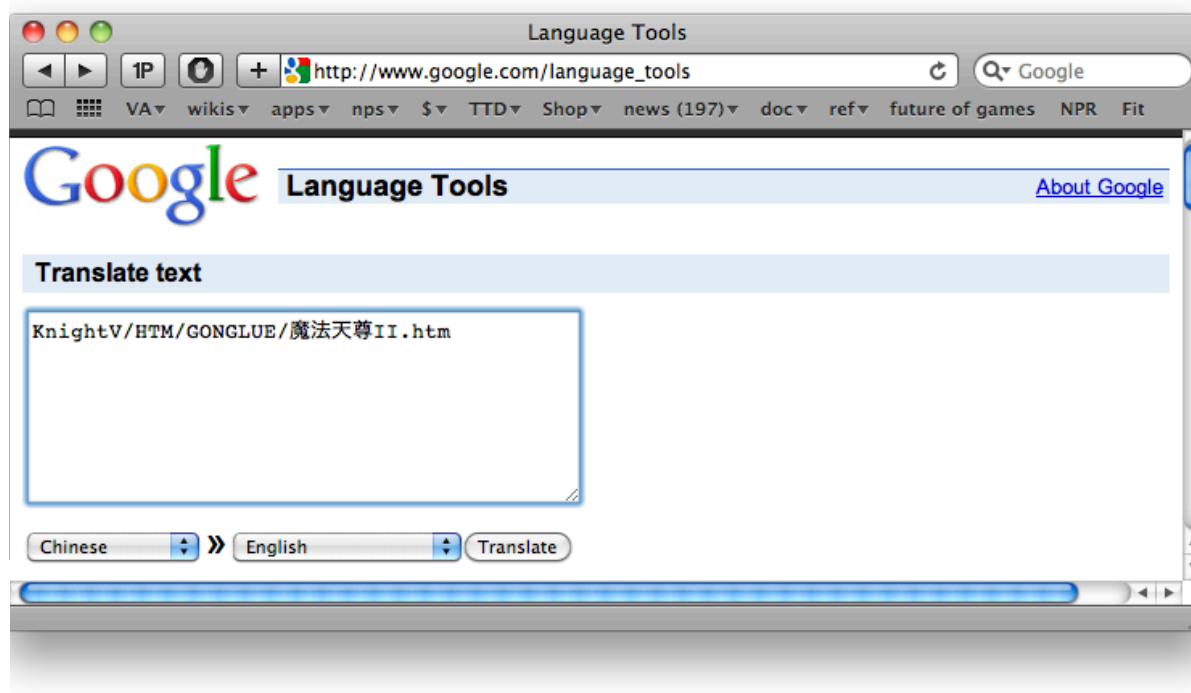 Language Tools
1P + http://www.google.com/language_tools Google
VA wikis apps nps $ TTD Shop news (197) doc ref future of games NPR Fit
Google Language Tools About Google
Translate text
KnightV/HTM/GONGLUE/魔法天尊II.htm
Chinese » English Translate